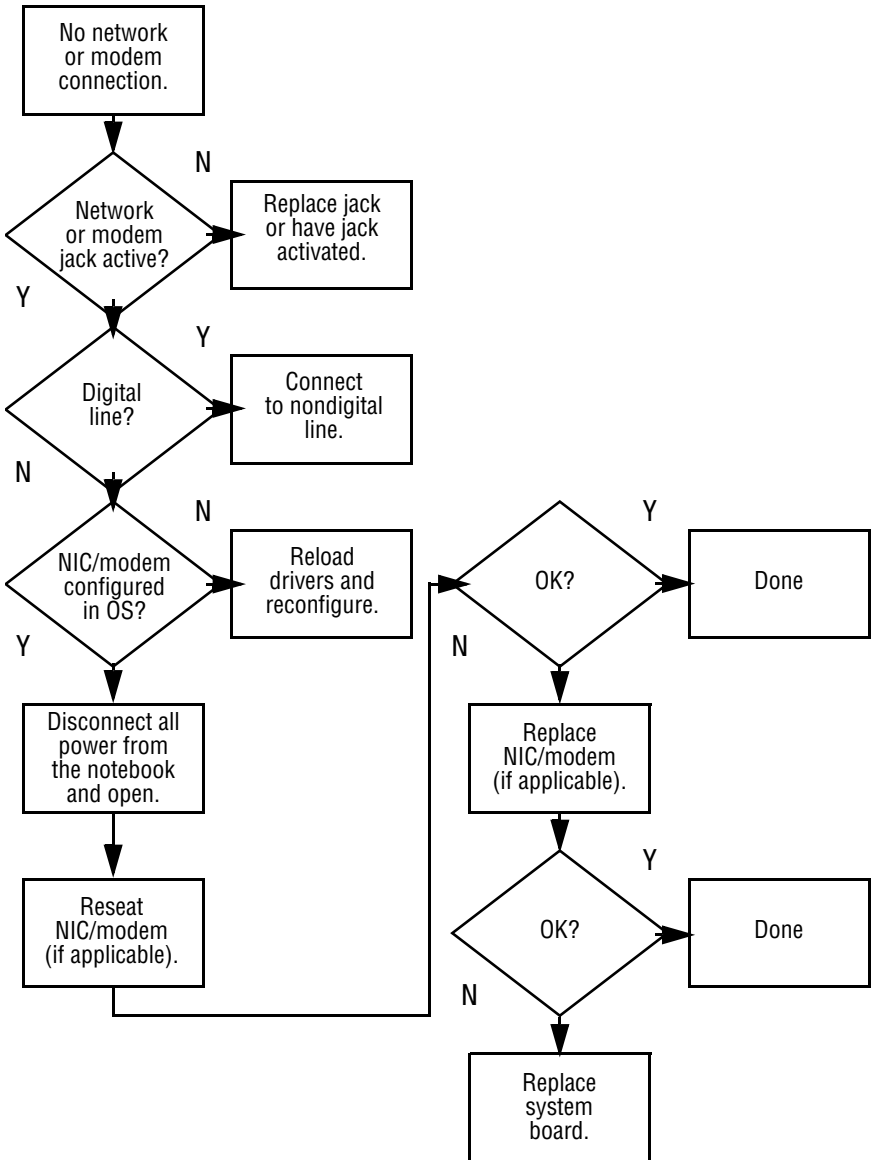 No network
or modem
connection.
N
Network
or modem
jack active?
Replace jack
or have jack
activated.
Y
Y
Digital
line?
Connect
to nondigital
line.
N
N
NIC/modem
configured
in OS?
Reload
drivers and
reconfigure.
Y
Disconnect all
power from
the notebook
and open.
Reseat
NIC/modem
(if applicable).
Y
OK?
Done
N
Replace
NIC/modem
(if applicable).
Y
OK?
Done
N
Replace
system
board.